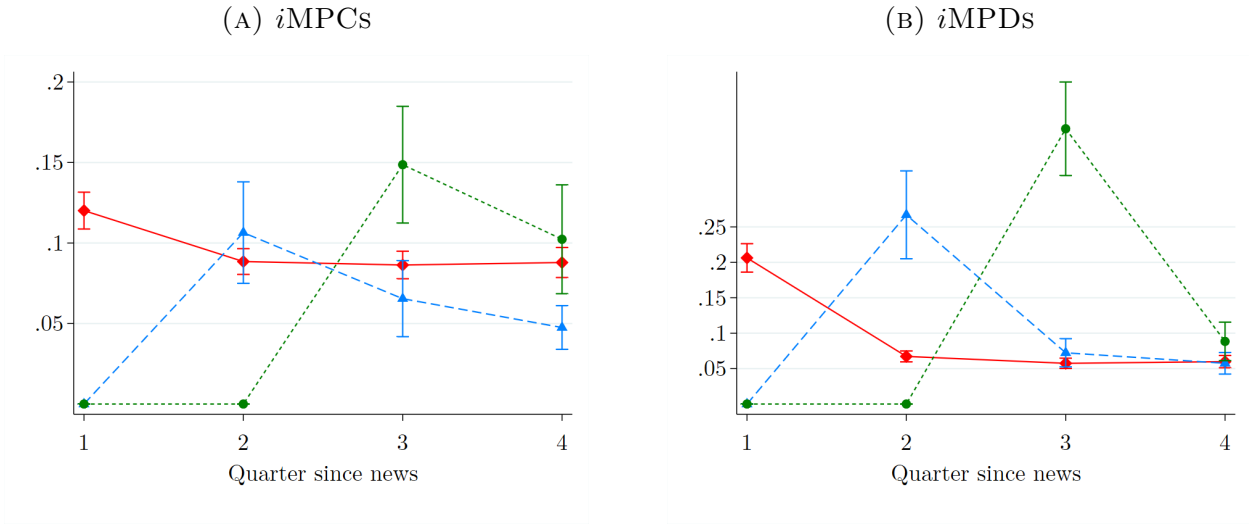 (A) iMPCs
.2
.15
.1
.05
1 2 3 4
Quarter since news
(B) iMPDs
.25
.2
.15
.1
.05
1 2 3 4
Quarter since news